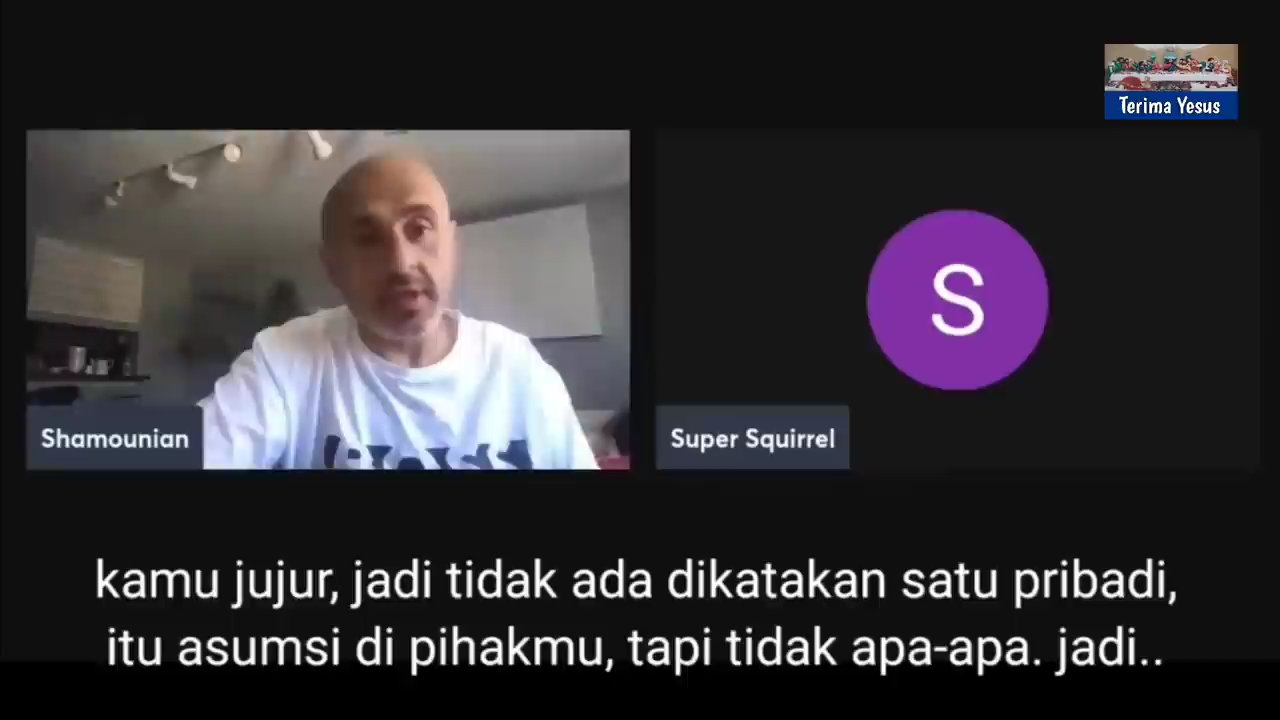 Terima Yesus
S
Shamounian
Super Squirrel
kamu jujur, jadi tidak ada dikatakan satu pribadi,
itu asumsi di pihakmu, tapi tidak apa-apa. jadi..